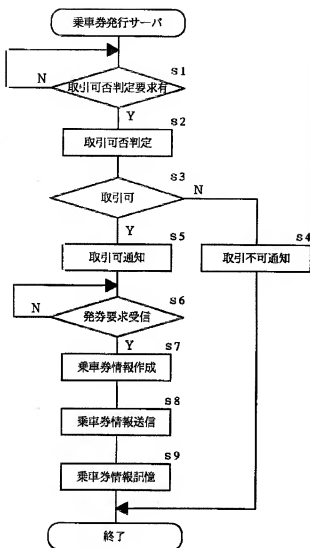 乗車券発行サーバ
s1
取引可否判定要求有
N
Y
s2
取引可否判定
s3
取引可
N
Y
s5
取引可通知
s4
取引不可通知
s6
発券要求受信
N
Y
s7
乗車券情報作成
s8
乗車券情報送信
s9
乗車券情報記憶
終了